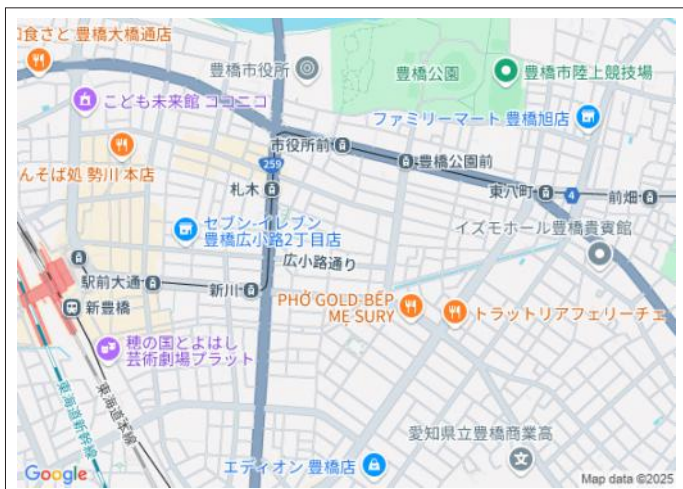 食さと 豊橋大橋通店
豊橋市役所
豊橋公園
豊橋市陸上競技場
こども未来館 ココニコ
ファミリーマート 豊橋旭店
市役所前
豊橋公園前
259
んそば処 勢川 本店
札木
東八町
4
前畑
セブン-イレブン
豊橋広小路2丁目店
イズモホール豊橋貴賓館
広小路通り
駅前大通
新川
新豊橋
PHỞ GOLD-BẾP
MẸ SURY
トラットリアフェリーチェ
穂の国とよはし
芸術劇場プラット
東海道本線
東海道新幹線
愛知県立豊橋商業高
エディオン 豊橋店
Google
Map data ©2025